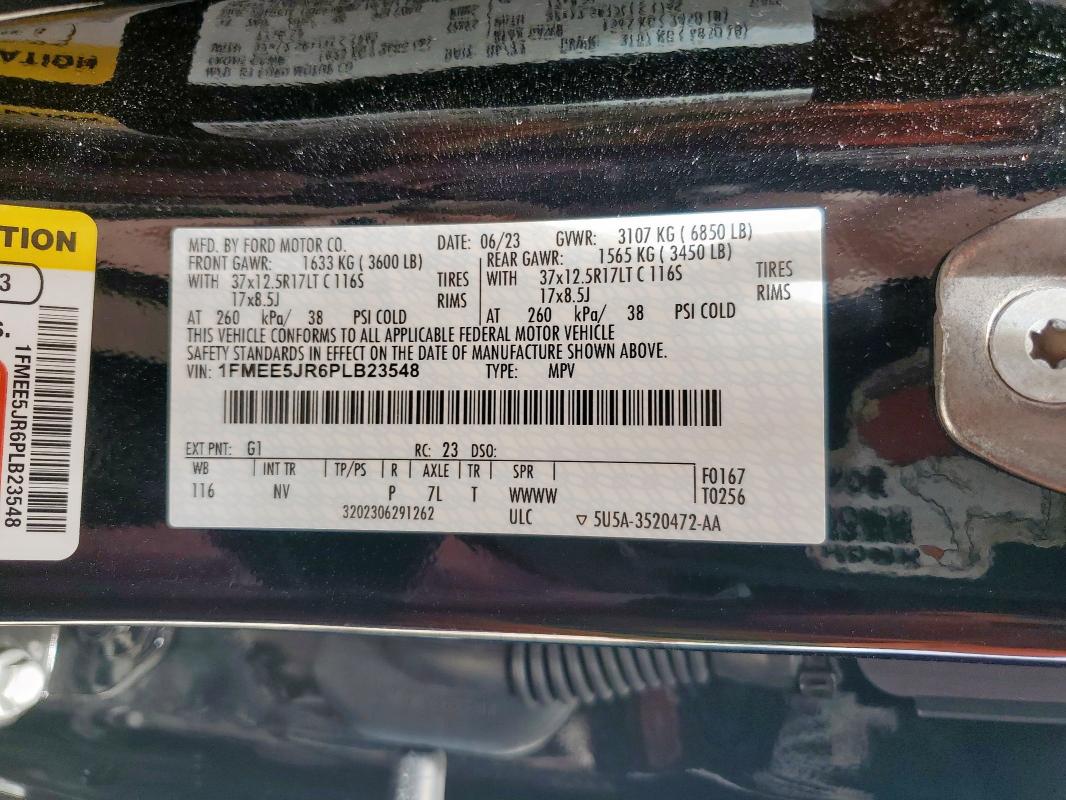 MFD. BY FORD MOTOR CO. DATE: 06/23 GVWR: 3107 KG ( 6850 LB)
FRONT GAWR: 1633 KG ( 3600 LB) REAR GAWR: 1565 KG ( 3450 LB)
WITH 37x12.5R17LT C 116S TIRES WITH 37x12.5R17LT C 116S TIRES
17x8.5J RIMS 17x8.5J RIMS
AT 260 kPa/ 38 PSI COLD AT 260 kPa/ 38 PSI COLD
THIS VEHICLE CONFORMS TO ALL APPLICABLE FEDERAL MOTOR VEHICLE
SAFETY STANDARDS IN EFFECT ON THE DATE OF MANUFACTURE SHOWN ABOVE.
VIN: 1FMEE5JR6PLB23548 TYPE: MPV
EXT PNT: G1 RC: 23 DSO:
WB INT TR TP/PS R AXLE TR SPR F0167
116 NV P 7L T WWWW T0256
3202306291262 ULC ▽ 5U5A-3520472-AA
TION
3
1FMEE5JR6PLB23548